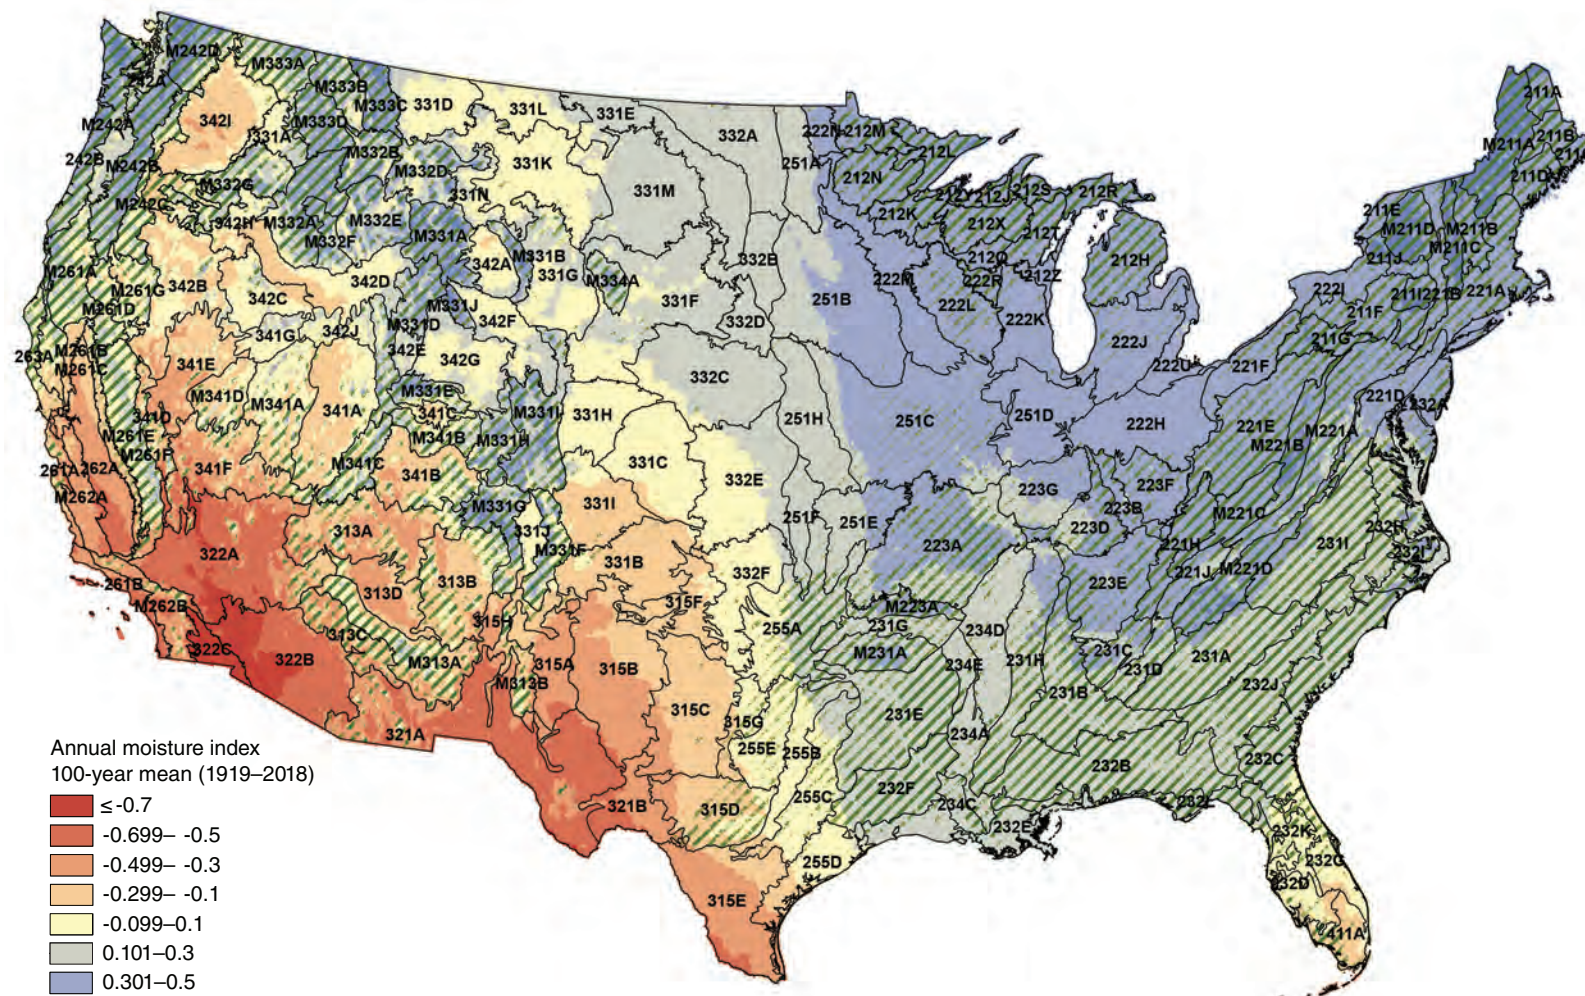 M242D
M333A
M333B
M333C
331D
331L
331E
332A
222N
212M
211A
342I
331A
M333D
M242A
242B
M242B
M332B
M332D
331K
331M
251A
212L
212N
M211A
211B
211D
M332G
M242C
342H
M332A
M332F
M332E
M331A
331N
342A
M331B
331G
M334A
332B
212K
212Y
212J
212S
212R
212X
212T
212Q
212Z
212H
211E
M211D
M211B
M211C
211J
M261A
M261G
M261D
342B
342C
342D
M331J
342F
331F
332D
251B
222M
222L
222R
222K
222J
222I
211I
221B
221A
211F
211G
263A
M261B
M261C
341E
341G
342J
M331D
342E
342G
332C
222U
221F
221D
232A
341D
M341D
M341A
341A
M331E
341C
M331I
M331H
331H
251H
251C
251D
222H
221E
M221B
M221A
M261E
M261F
261A
262A
M262A
341F
M341C
M341B
341B
M331G
331I
331C
332E
251F
251E
223G
223F
223B
223D
M221C
232H
232I
322A
313A
313B
313D
331J
M331F
331B
332F
315F
223A
221H
221J
M221D
231I
223E
261B
M262B
322C
322B
313C
M313A
315H
M313B
315A
315B
315C
255A
M223A
231G
M231A
234D
234E
231H
231C
231D
231A
232J
231B
321A
321B
315G
255E
255B
255C
231E
234A
232B
232C
315D
232F
234C
232E
232L
232K
232G
232D
255D
315E
411A
Annual moisture index
100-year mean (1919–2018)
≤ -0.7
-0.699– -0.5
-0.499– -0.3
-0.299– -0.1
-0.099–0.1
0.101–0.3
0.301–0.5